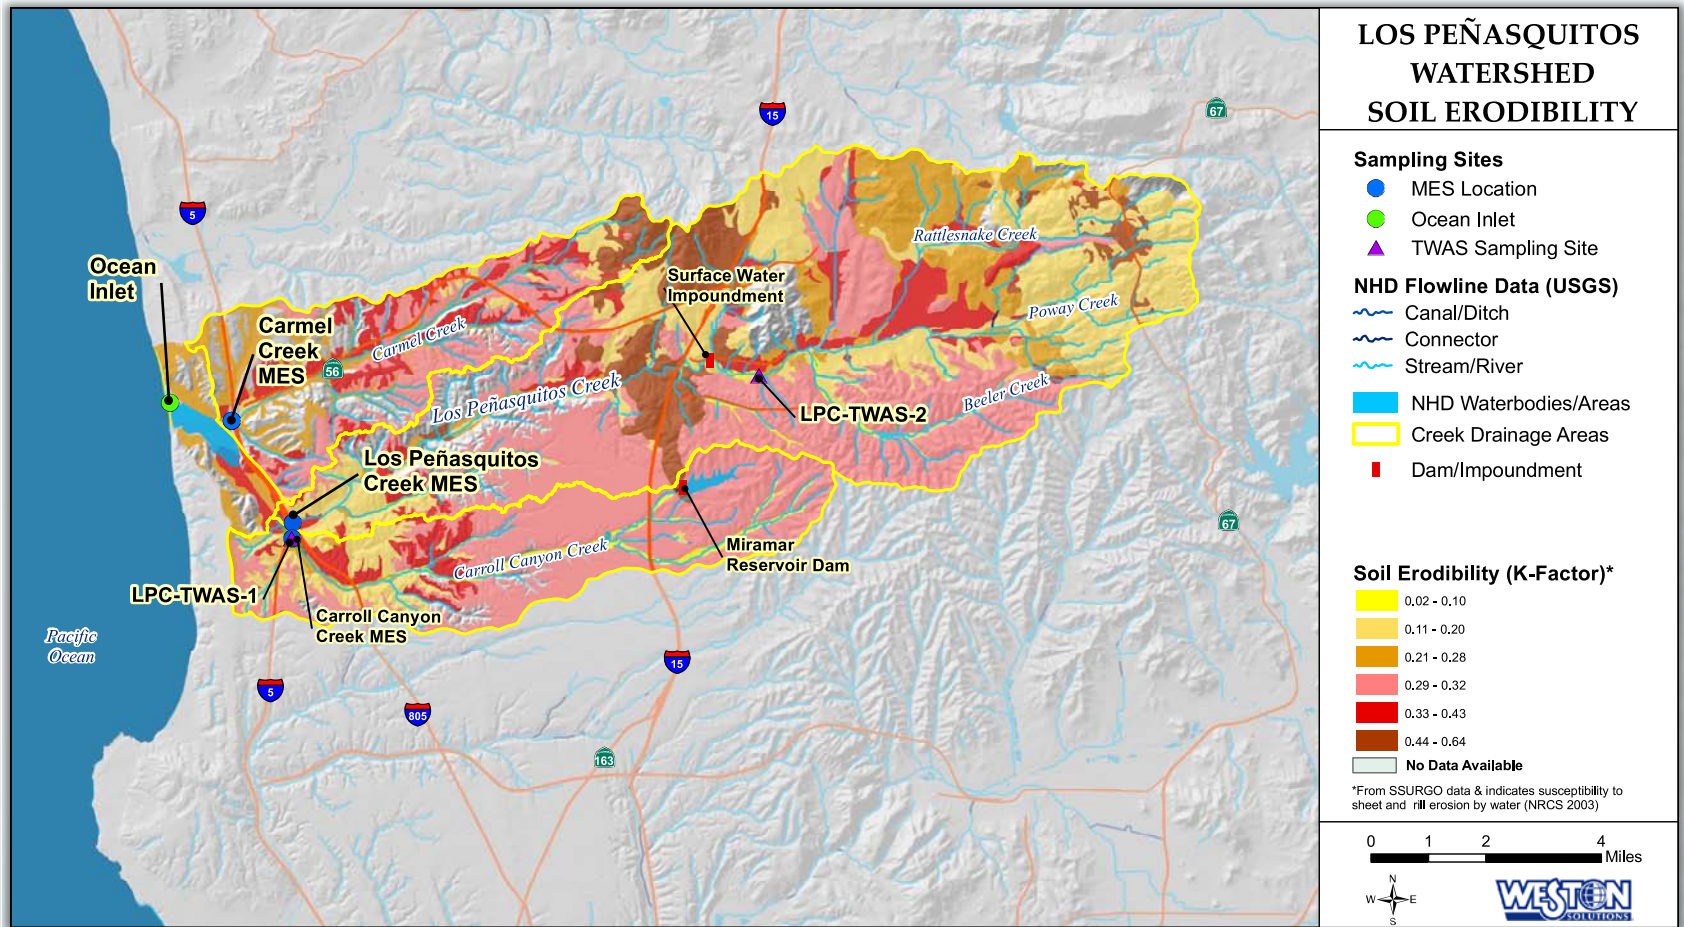 LOS PEÑASQUITOS
WATERSHED
SOIL ERODIBILITY
Sampling Sites
MES Location
Ocean Inlet
TWAS Sampling Site
NHD Flowline Data (USGS)
Canal/Ditch
Connector
Stream/River
NHD Waterbodies/Areas
Creek Drainage Areas
Dam/Impoundment
Soil Erodibility (K-Factor)*
0.02 - 0.10
0.11 - 0.20
0.21 - 0.28
0.29 - 0.32
0.33 - 0.43
0.44 - 0.64
No Data Available
*From SSURGO data & indicates susceptibility to
sheet and rill erosion by water (NRCS 2003)
0 1 2 4
Miles
N
W E
S
WESTON
SOLUTIONS
15
67
5
Rattlesnake Creek
Ocean
Inlet
Surface Water
Impoundment
Poway Creek
Carmel
Creek
MES
Carmel Creek
56
Los Peñasquitos Creek
Beeler Creek
LPC-TWAS-2
Los Peñasquitos
Creek MES
67
Miramar
Reservoir Dam
Carroll Canyon Creek
LPC-TWAS-1
Carroll Canyon
Creek MES
Pacific
Ocean
15
5
805
163